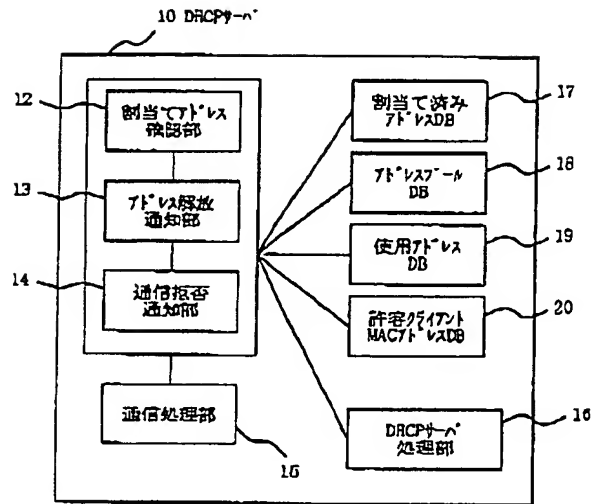 10 DHCPサーバ
12
割当てアドレス
確認部
13
アドレス解放
通知部
14
通信拒否
通知部
通信処理部
15
割当て済み
アドレスDB
17
アドレスプール
DB
18
使用アドレス
DB
19
許容クライアント
MACアドレスDB
20
DHCPサーバ
処理部
16